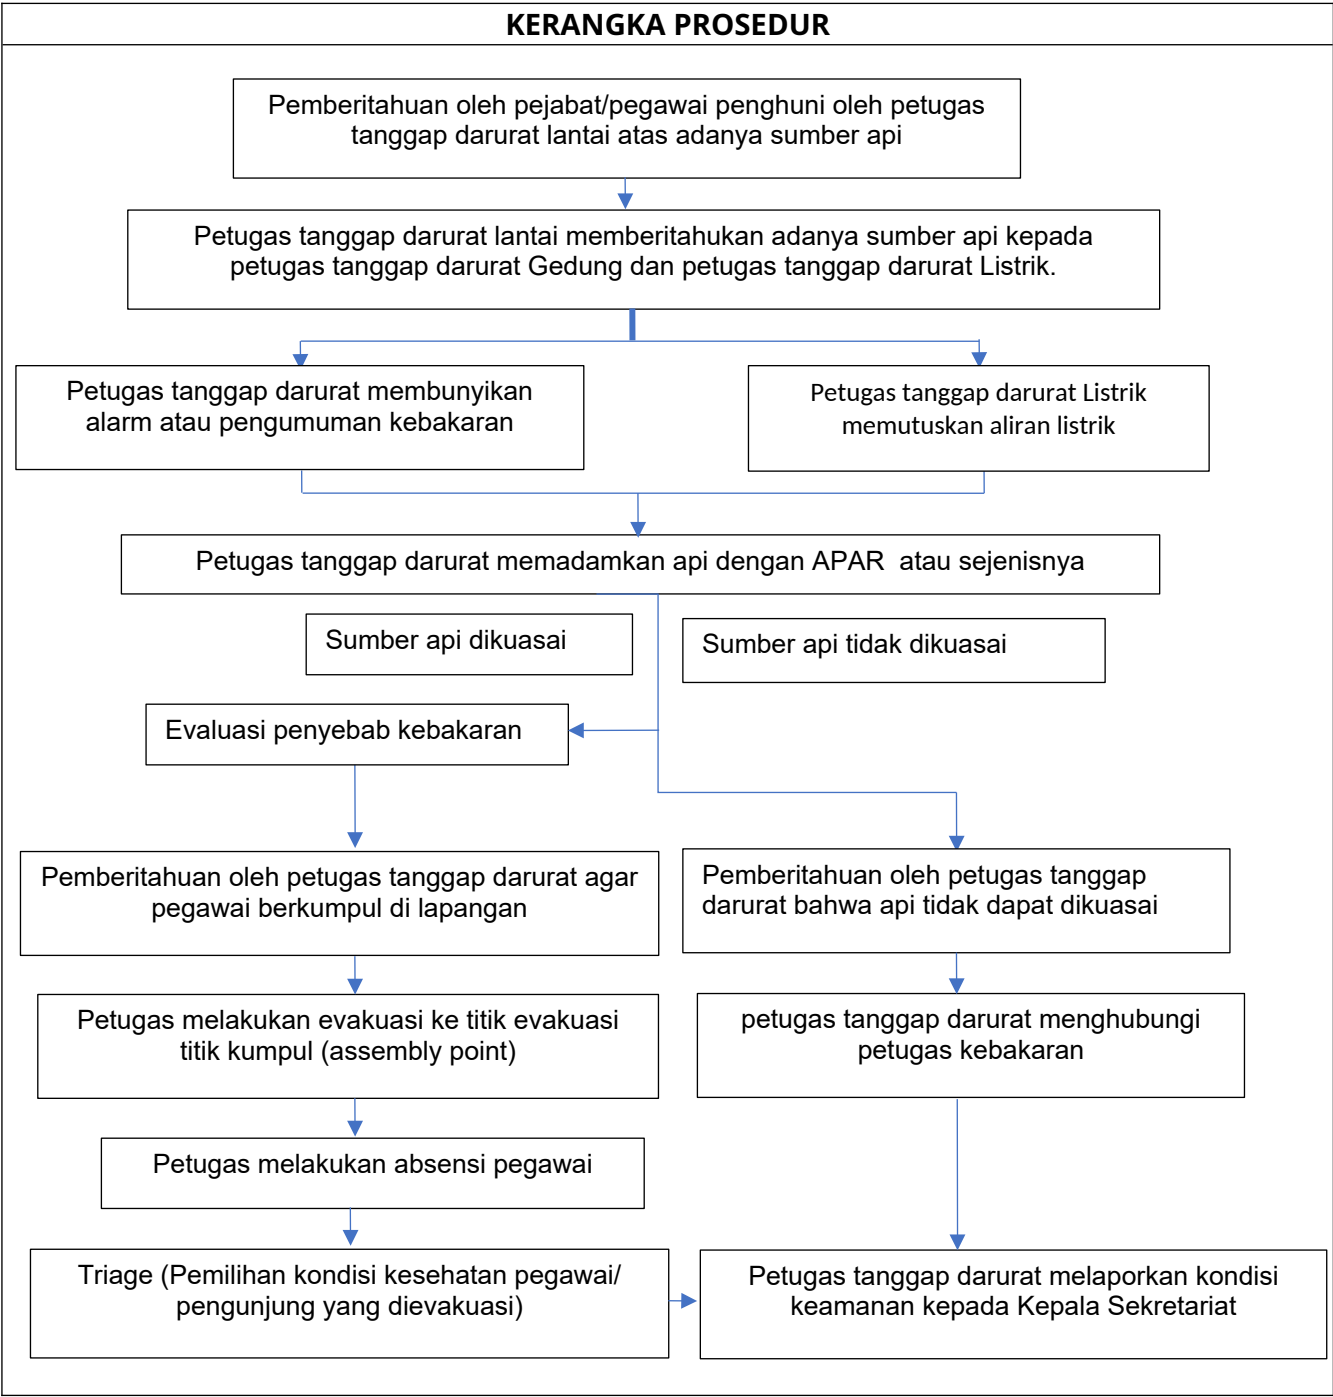 KERANGKA PROSEDUR
Pemberitahuan oleh pejabat/pegawai penghuni oleh petugas
tanggap darurat lantai atas adanya sumber api
Petugas tanggap darurat lantai memberitahukan adanya sumber api kepada
petugas tanggap darurat Gedung dan petugas tanggap darurat Listrik.
Petugas tanggap darurat membunyikan
alarm atau pengumuman kebakaran
Petugas tanggap darurat Listrik
memutuskan aliran listrik
Petugas tanggap darurat memadamkan api dengan APAR  atau sejenisnya
Sumber api dikuasai
Sumber api tidak dikuasai
Evaluasi penyebab kebakaran
Pemberitahuan oleh petugas tanggap darurat agar
pegawai berkumpul di lapangan
Pemberitahuan oleh petugas tanggap
darurat bahwa api tidak dapat dikuasai
Petugas melakukan evakuasi ke titik evakuasi
titik kumpul (assembly point)
petugas tanggap darurat menghubungi
petugas kebakaran
Petugas melakukan absensi pegawai
Triage (Pemilihan kondisi kesehatan pegawai/
pengunjung yang dievakuasi)
Petugas tanggap darurat melaporkan kondisi
keamanan kepada Kepala Sekretariat